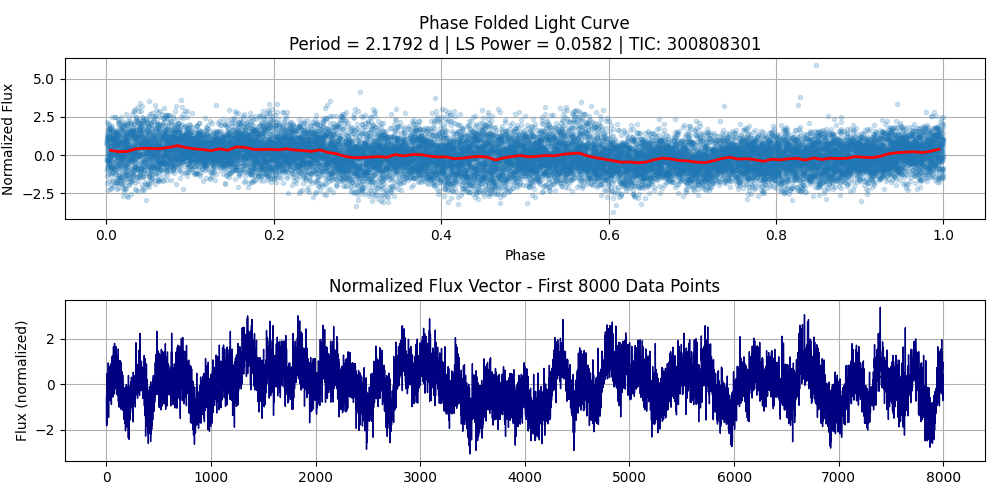 Phase Folded Light Curve
Period = 2.1792 d | LS Power = 0.0582 | TIC: 300808301
Normalized Flux
5.0
2.5
0.0
−2.5
0.0 0.2 0.4 0.6 0.8 1.0
Phase
Normalized Flux Vector - First 8000 Data Points
Flux (normalized)
2
0
−2
0 1000 2000 3000 4000 5000 6000 7000 8000